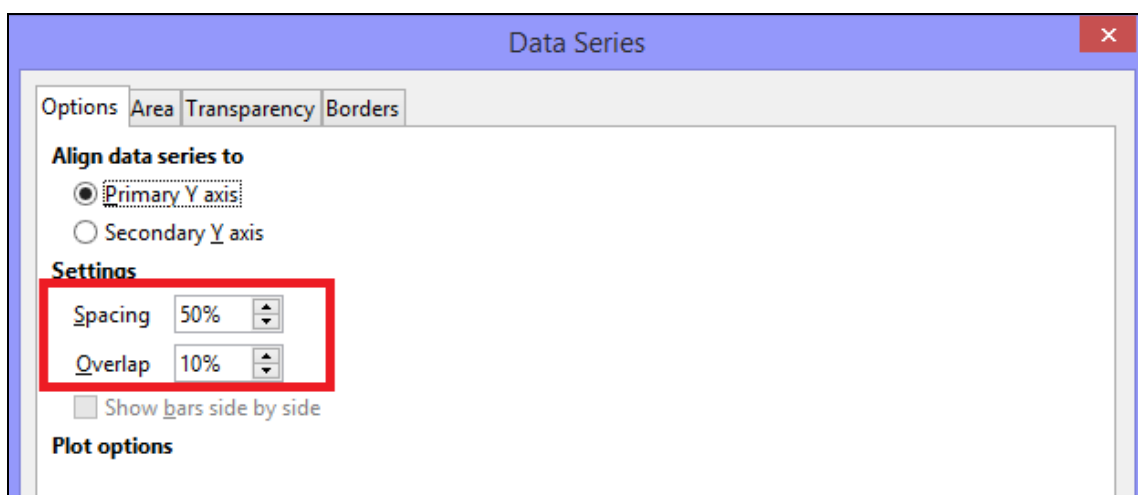 Data Series
Options Area Transparency Borders
Align data series to
Primary Y axis
Secondary Y axis
Settings
Spacing 50%
Overlap 10%
Show bars side by side
Plot options